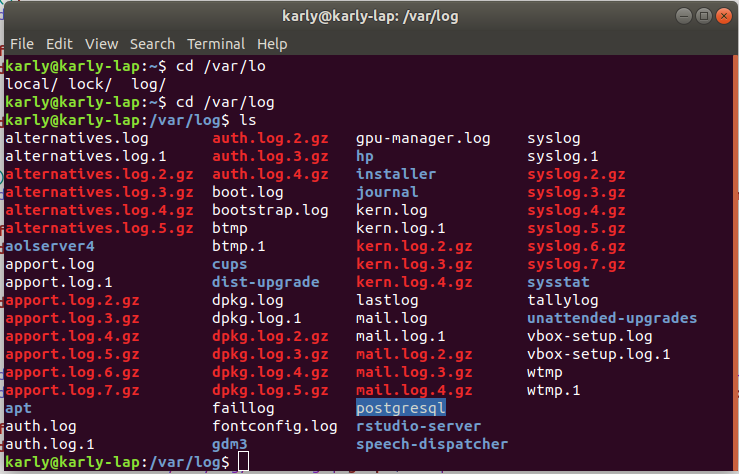 karly@karly-lap: /var/log
File Edit View Search Terminal Help
karly@karly-lap:~$ cd /var/lo
local/ lock/  log/
karly@karly-lap:~$ cd /var/log
karly@karly-lap:/var/log$ ls
alternatives.log auth.log.2.gz gpu-manager.log syslog
alternatives.log.1 auth.log.3.gz hp syslog.1
alternatives.log.2.gz auth.log.4.gz installer syslog.2.gz
alternatives.log.3.gz boot.log journal syslog.3.gz
alternatives.log.4.gz bootstrap.log kern.log syslog.4.gz
alternatives.log.5.gz btmp kern.log.1 syslog.5.gz
aolserver4 btmp.1 kern.log.2.gz syslog.6.gz
apport.log cups kern.log.3.gz syslog.7.gz
apport.log.1 dist-upgrade kern.log.4.gz sysstat
apport.log.2.gz dpkg.log lastlog tallylog
apport.log.3.gz dpkg.log.1 mail.log unattended-upgrades
apport.log.4.gz dpkg.log.2.gz mail.log.1 vbox-setup.log
apport.log.5.gz dpkg.log.3.gz mail.log.2.gz vbox-setup.log.1
apport.log.6.gz dpkg.log.4.gz mail.log.3.gz wtmp
apport.log.7.gz dpkg.log.5.gz mail.log.4.gz wtmp.1
apt faillog postgresql
auth.log fontconfig.log rstudio-server
auth.log.1 gdm3 speech-dispatcher
karly@karly-lap:/var/log$